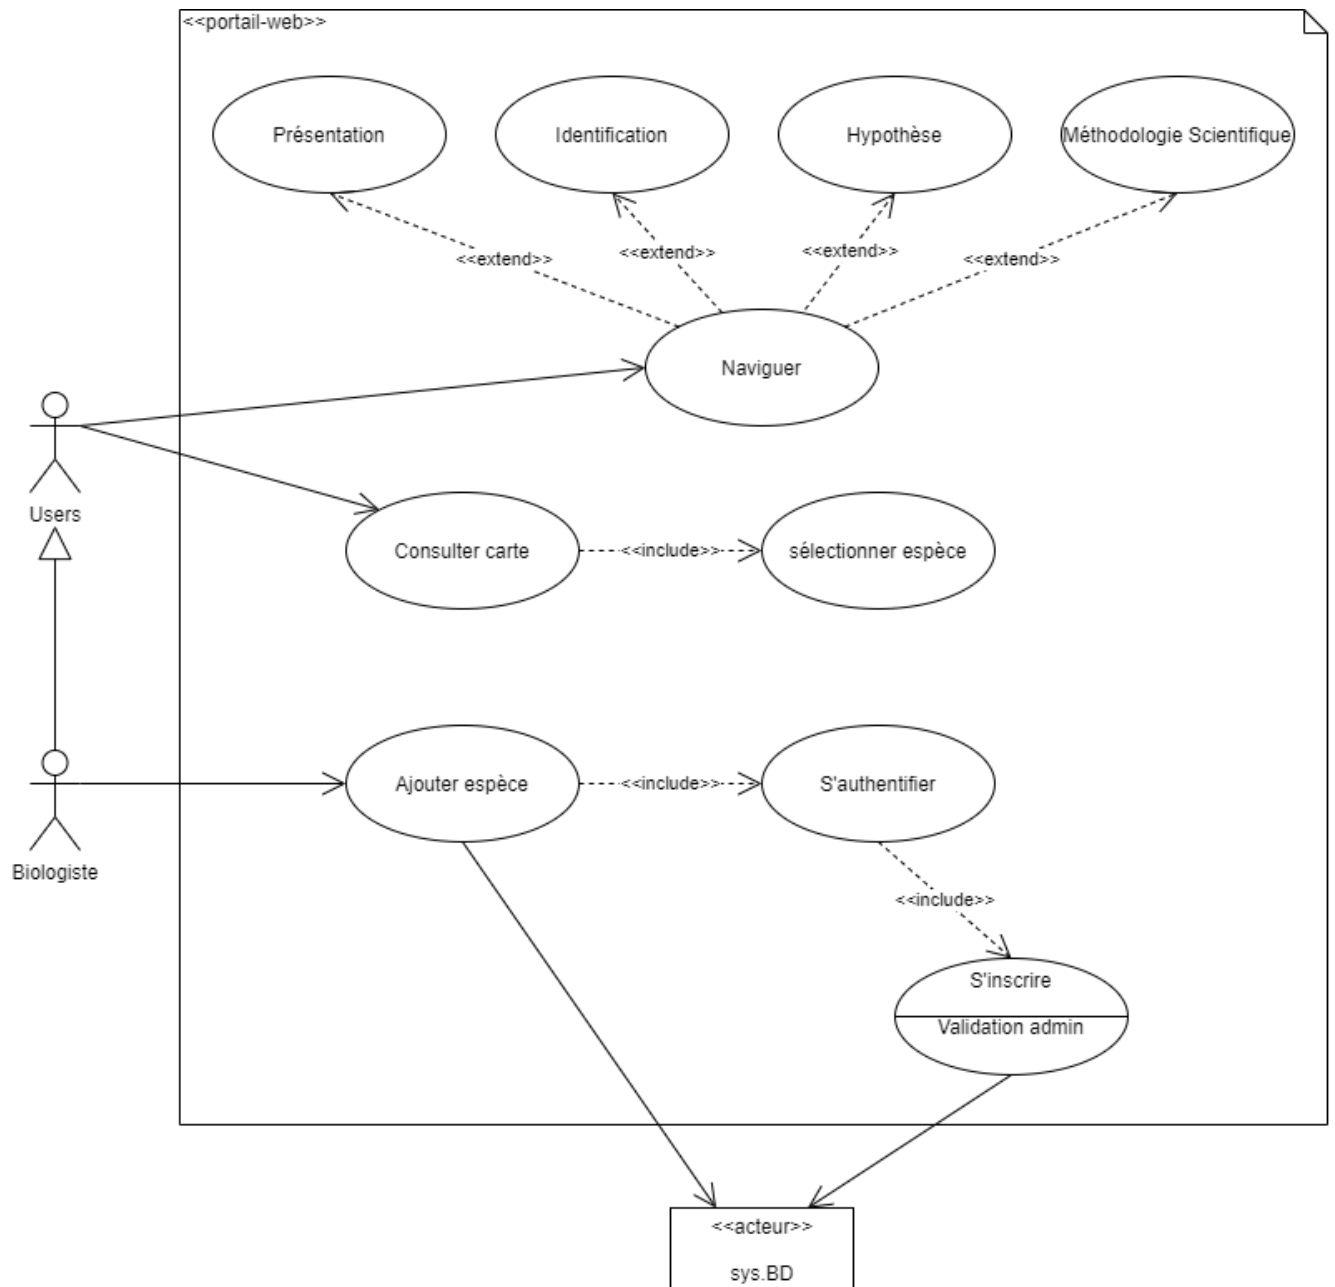 <<portail-web>>
Présentation
Identification
Hypothèse
Méthodologie Scientifique
<<extend>>
<<extend>>
<<extend>>
<<extend>>
Naviguer
Users
Consulter carte
<<include>>
sélectionner espèce
Ajouter espèce
<<include>>
S'authentifier
Biologiste
<<include>>
S'inscrire
Validation admin
<<acteur>>
sys.BD